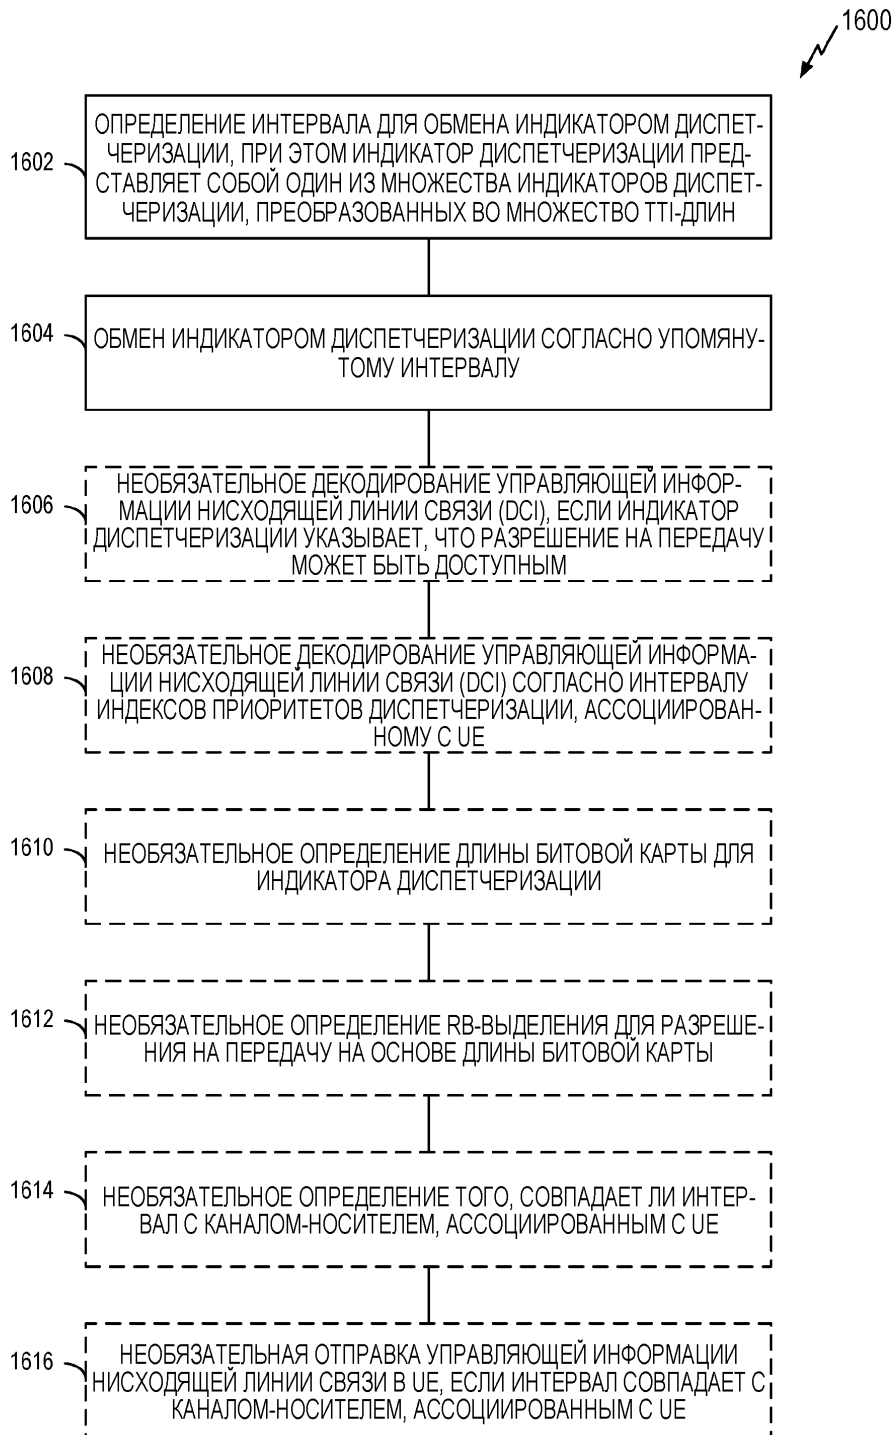 1600
1602
ОПРЕДЕЛЕНИЕ ИНТЕРВАЛА ДЛЯ ОБМЕНА ИНДИКАТОРОМ ДИСПЕТ-
ЧЕРИЗАЦИИ, ПРИ ЭТОМ ИНДИКАТОР ДИСПЕТЧЕРИЗАЦИИ ПРЕД-
СТАВЛЯЕТ СОБОЙ ОДИН ИЗ МНОЖЕСТВА ИНДИКАТОРОВ ДИСПЕТ-
ЧЕРИЗАЦИИ, ПРЕОБРАЗОВАННЫХ ВО МНОЖЕСТВО TTI-ДЛИН
1604
ОБМЕН ИНДИКАТОРОМ ДИСПЕТЧЕРИЗАЦИИ СОГЛАСНО УПОМЯНУ-
ТОМУ ИНТЕРВАЛУ
1606
НЕОБЯЗАТЕЛЬНОЕ ДЕКОДИРОВАНИЕ УПРАВЛЯЮЩЕЙ ИНФОР-
МАЦИИ НИСХОДЯЩЕЙ ЛИНИИ СВЯЗИ (DCI), ЕСЛИ ИНДИКАТОР
ДИСПЕТЧЕРИЗАЦИИ УКАЗЫВАЕТ, ЧТО РАЗРЕШЕНИЕ НА ПЕРЕДАЧУ
МОЖЕТ БЫТЬ ДОСТУПНЫМ
1608
НЕОБЯЗАТЕЛЬНОЕ ДЕКОДИРОВАНИЕ УПРАВЛЯЮЩЕЙ ИНФОРМА-
ЦИИ НИСХОДЯЩЕЙ ЛИНИИ СВЯЗИ (DCI) СОГЛАСНО ИНТЕРВАЛУ
ИНДЕКСОВ ПРИОРИТЕТОВ ДИСПЕТЧЕРИЗАЦИИ, АССОЦИИРОВАН-
НОМУ С UE
1610
НЕОБЯЗАТЕЛЬНОЕ ОПРЕДЕЛЕНИЕ ДЛИНЫ БИТОВОЙ КАРТЫ ДЛЯ
ИНДИКАТОРА ДИСПЕТЧЕРИЗАЦИИ
1612
НЕОБЯЗАТЕЛЬНОЕ ОПРЕДЕЛЕНИЕ RB-ВЫДЕЛЕНИЯ ДЛЯ РАЗРЕШЕ-
НИЯ НА ПЕРЕДАЧУ НА ОСНОВЕ ДЛИНЫ БИТОВОЙ КАРТЫ
1614
НЕОБЯЗАТЕЛЬНОЕ ОПРЕДЕЛЕНИЕ ТОГО, СОВПАДАЕТ ЛИ ИНТЕР-
ВАЛ С КАНАЛОМ-НОСИТЕЛЕМ, АССОЦИИРОВАННЫМ С UE
1616
НЕОБЯЗАТЕЛЬНАЯ ОТПРАВКА УПРАВЛЯЮЩЕЙ ИНФОРМАЦИИ
НИСХОДЯЩЕЙ ЛИНИИ СВЯЗИ В UE, ЕСЛИ ИНТЕРВАЛ СОВПАДАЕТ С
КАНАЛОМ-НОСИТЕЛЕМ, АССОЦИИРОВАННЫМ С UE